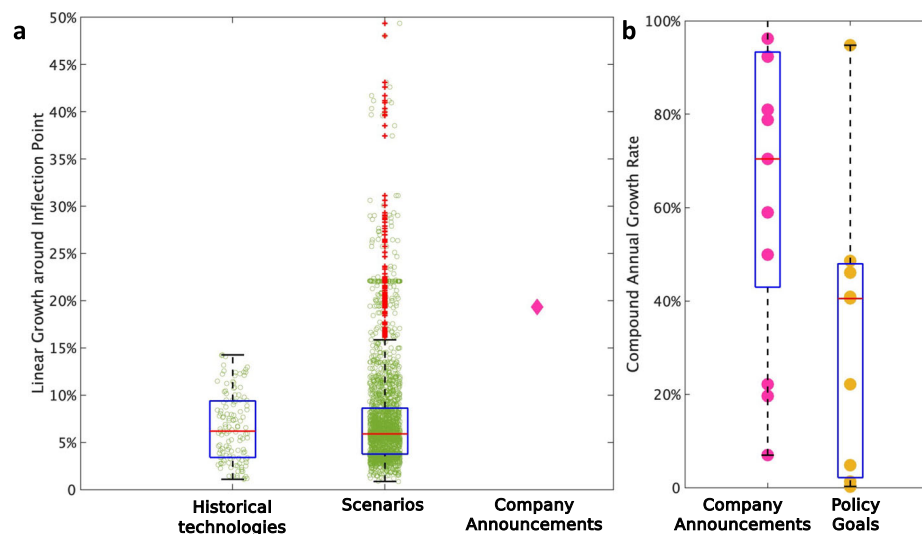 a
Linear Growth around Inflection Point
50%
45%
40%
35%
30%
25%
20%
15%
10%
5%
0
Historical
technologies
Scenarios
Company
Announcements
b
Compound Annual Growth Rate
100%
80%
60%
40%
20%
0
Company
Announcements
Policy
Goals